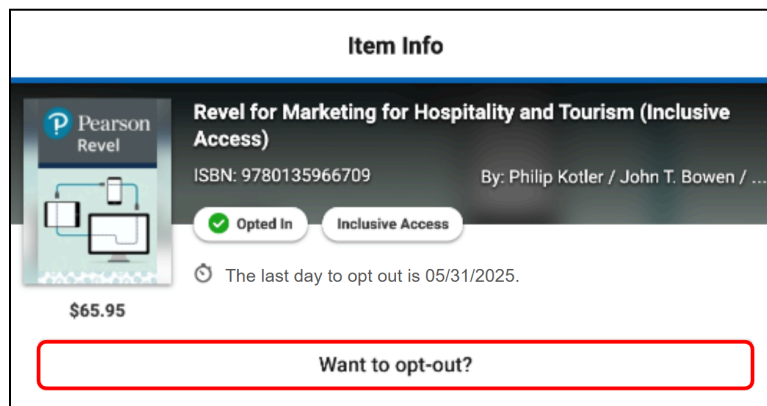 Item Info
Pearson
Revel
Revel for Marketing for Hospitality and Tourism (Inclusive
Access)
ISBN: 9780135966709
By: Philip Kotler / John T. Bowen / ...
Opted In
Inclusive Access
The last day to opt out is 05/31/2025.
$65.95
Want to opt-out?